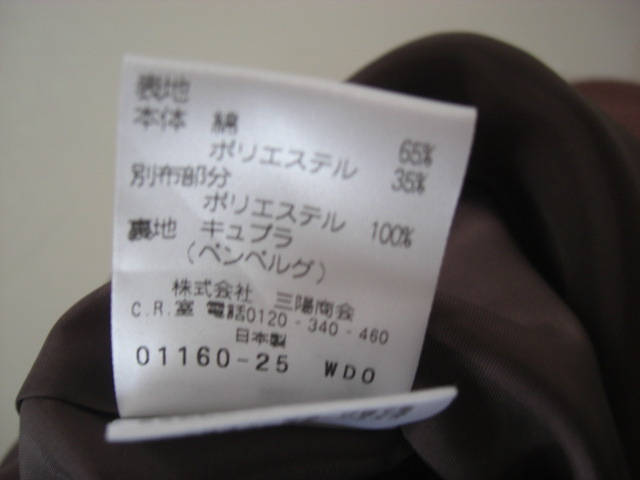 表地
本体 綿 65%
ポリエステル 35%
別布部分
ポリエステル 100%
裏地 キュプラ
(ベンベルグ)
株式会社 三陽商会
C.R.室 電話0120-340-460
日本製
01160-25 WDO